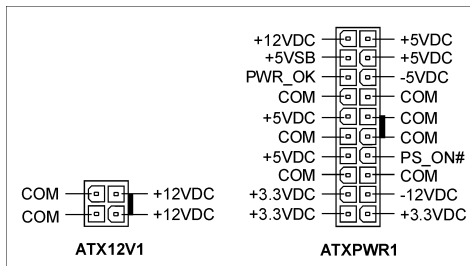 +12VDC +5VDC
+5VSB +5VDC
PWR_OK -5VDC
COM COM
+5VDC COM
COM COM
+5VDC PS_ON#
COM COM
+3.3VDC -12VDC
+3.3VDC +3.3VDC
ATXPWR1
COM +12VDC
COM +12VDC
ATX12V1